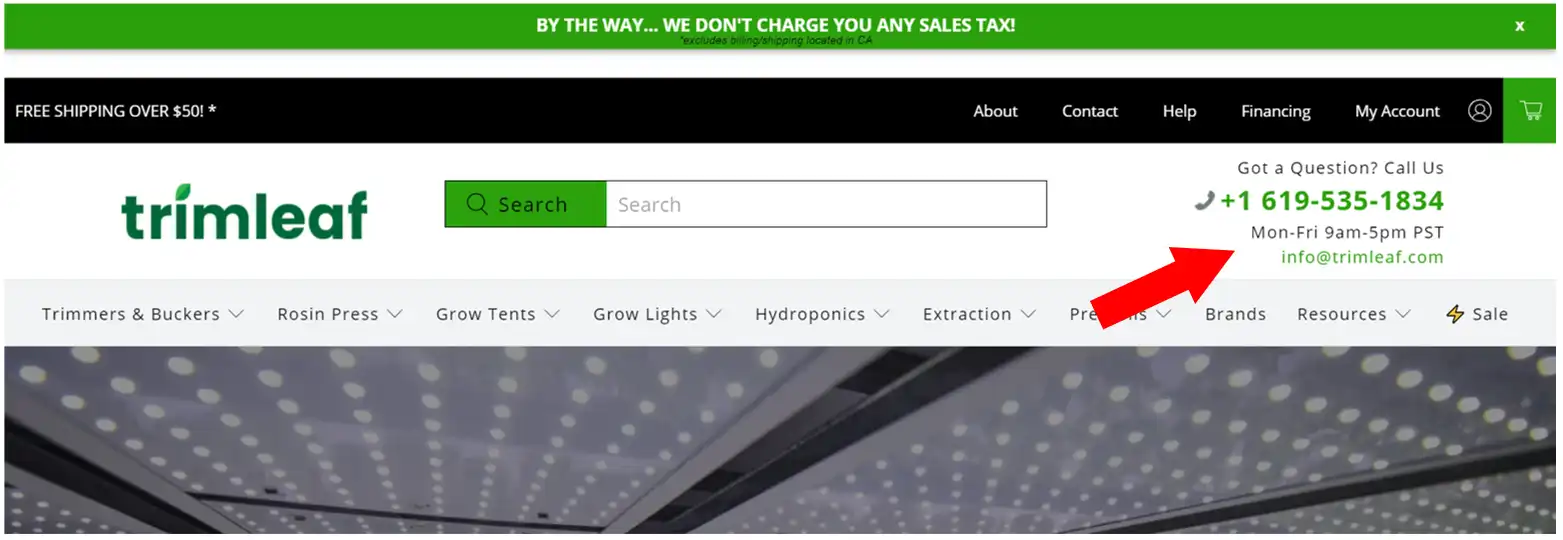 BY THE WAY... WE DON'T CHARGE YOU ANY SALES TAX!
x
*excludes billing/shipping located in CA
FREE SHIPPING OVER $50! *
About
Contact
Help
Financing
My Account
trimleaf
Search
Search
Got a Question? Call Us
+1 619-535-1834
Mon-Fri 9am-5pm PST
info@trimleaf.com
Trimmers & Buckers
Rosin Press
Grow Tents
Grow Lights
Hydroponics
Extraction
Brands
Resources
Sale